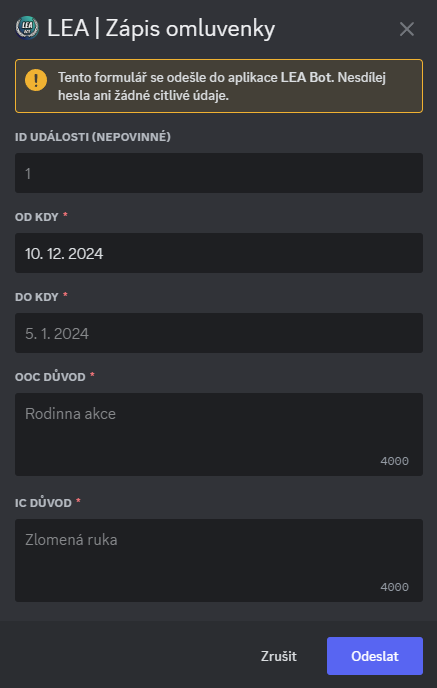 LEA | Zápis omluvenky
Tento formulář se odešle do aplikace LEA Bot. Nesdílej
hesla ani žádné citlivé údaje.
ID UDÁLOSTI (NEPOVINNÉ)
1
OD KDY *
10. 12. 2024
DO KDY *
5. 1. 2024
OOC DŮVOD *
Rodinna akce
4000
IC DŮVOD *
Zlomená ruka
4000
Zrušit
Odeslat